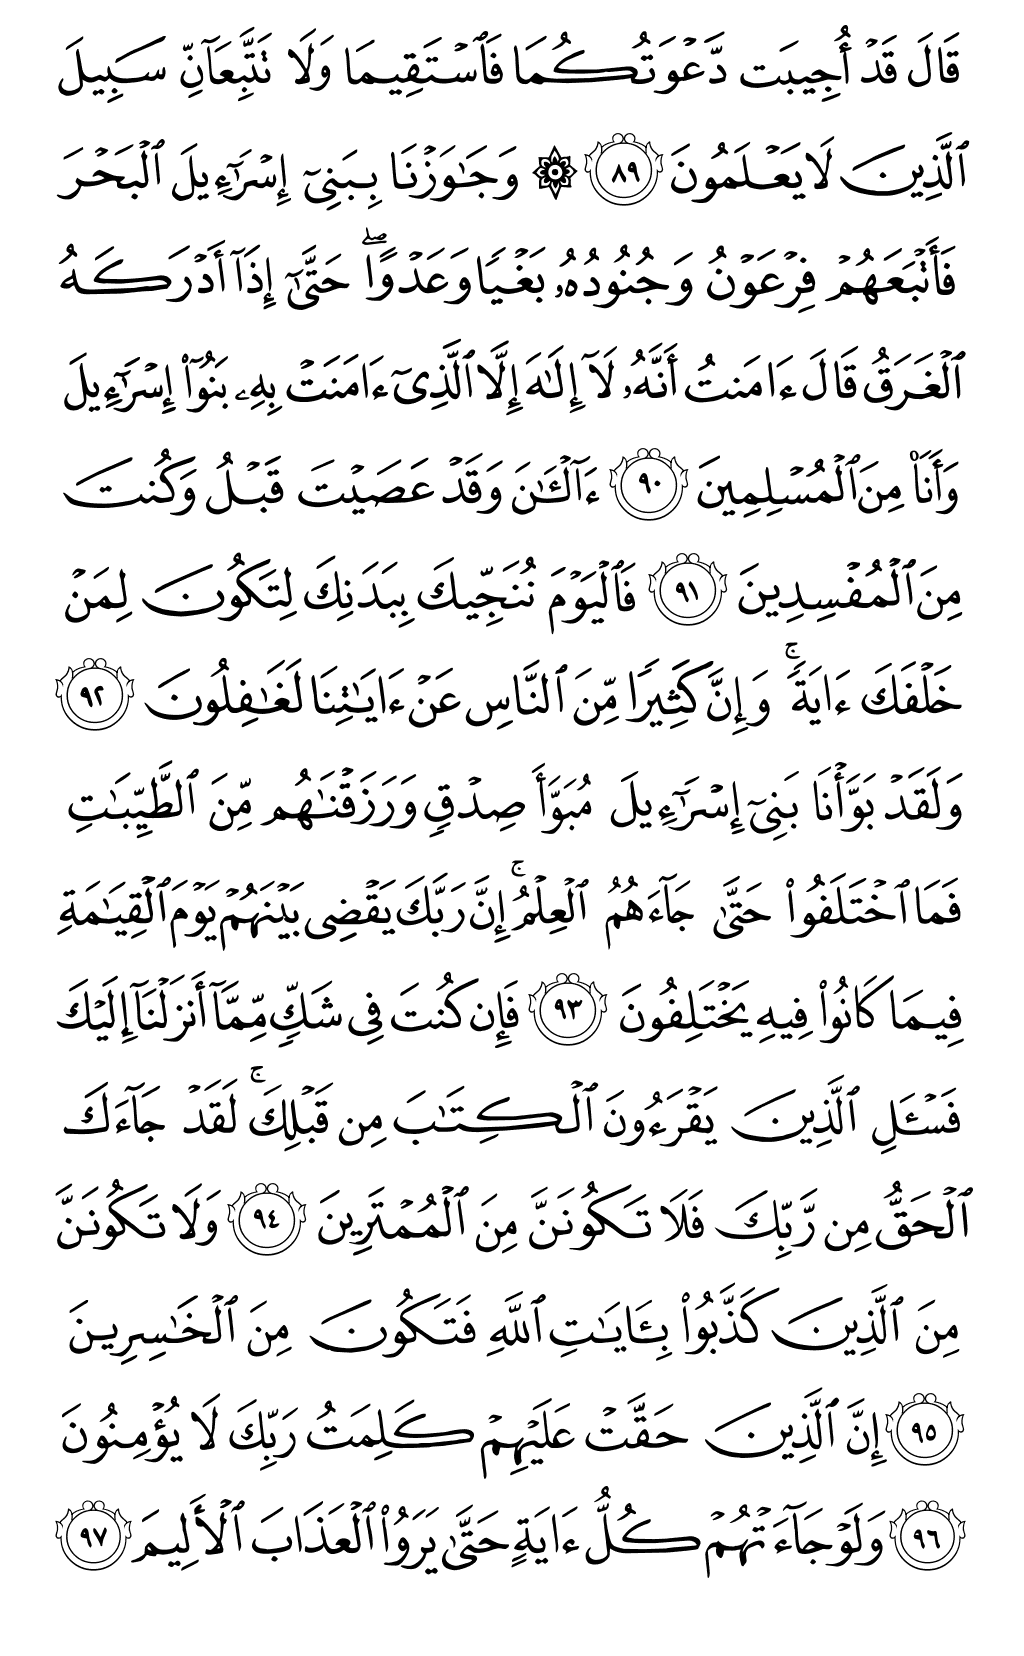 قَالَ قَدۡ أُجِيبَت دَّعۡوَتُكُمَا فَٱسۡتَقِيمَا وَلَا تَتَّبِعَآنِّ سَبِيلَ
ٱلَّذِينَ لَا يَعۡلَمُونَ ٨٩ ۞ وَجَٰوَزۡنَا بِبَنِيٓ إِسۡرَٰٓءِيلَ ٱلۡبَحۡرَ
فَأَتۡبَعَهُمۡ فِرۡعَوۡنُ وَجُنُودُهُۥ بَغۡيٗا وَعَدۡوًاۖ حَتَّىٰٓ إِذَآ أَدۡرَكَهُ
ٱلۡغَرَقُ قَالَ ءَامَنتُ أَنَّهُۥ لَآ إِلَٰهَ إِلَّا ٱلَّذِيٓ ءَامَنَتۡ بِهِۦ بَنُوٓاْ إِسۡرَٰٓءِيلَ
وَأَنَا۠ مِنَ ٱلۡمُسۡلِمِينَ ٩٠ ءَآلۡـَٰٔنَ وَقَدۡ عَصَيۡتَ قَبۡلُ وَكُنتَ
مِنَ ٱلۡمُفۡسِدِينَ ٩١ فَٱلۡيَوۡمَ نُنَجِّيكَ بِبَدَنِكَ لِتَكُونَ لِمَنۡ
خَلۡفَكَ ءَايَةٗۚ وَإِنَّ كَثِيرٗا مِّنَ ٱلنَّاسِ عَنۡ ءَايَٰتِنَا لَغَٰفِلُونَ ٩٢
وَلَقَدۡ بَوَّأۡنَا بَنِيٓ إِسۡرَٰٓءِيلَ مُبَوَّأَ صِدۡقٖ وَرَزَقۡنَٰهُم مِّنَ ٱلطَّيِّبَٰتِ
فَمَا ٱخۡتَلَفُواْ حَتَّىٰ جَآءَهُمُ ٱلۡعِلۡمُۚ إِنَّ رَبَّكَ يَقۡضِي بَيۡنَهُمۡ يَوۡمَ ٱلۡقِيَٰمَةِ
فِيمَا كَانُواْ فِيهِ يَخۡتَلِفُونَ ٩٣ فَإِن كُنتَ فِي شَكّٖ مِّمَّآ أَنزَلۡنَآ إِلَيۡكَ
فَسۡـَٔلِ ٱلَّذِينَ يَقۡرَءُونَ ٱلۡكِتَٰبَ مِن قَبۡلِكَۚ لَقَدۡ جَآءَكَ
ٱلۡحَقُّ مِن رَّبِّكَ فَلَا تَكُونَنَّ مِنَ ٱلۡمُمۡتَرِينَ ٩٤ وَلَا تَكُونَنَّ
مِنَ ٱلَّذِينَ كَذَّبُواْ بِـَٔايَٰتِ ٱللَّهِ فَتَكُونَ مِنَ ٱلۡخَٰسِرِينَ
٩٥ إِنَّ ٱلَّذِينَ حَقَّتۡ عَلَيۡهِمۡ كَلِمَتُ رَبِّكَ لَا يُؤۡمِنُونَ
٩٦ وَلَوۡ جَآءَتۡهُمۡ كُلُّ ءَايَةٍ حَتَّىٰ يَرَوُاْ ٱلۡعَذَابَ ٱلۡأَلِيمَ ٩٧